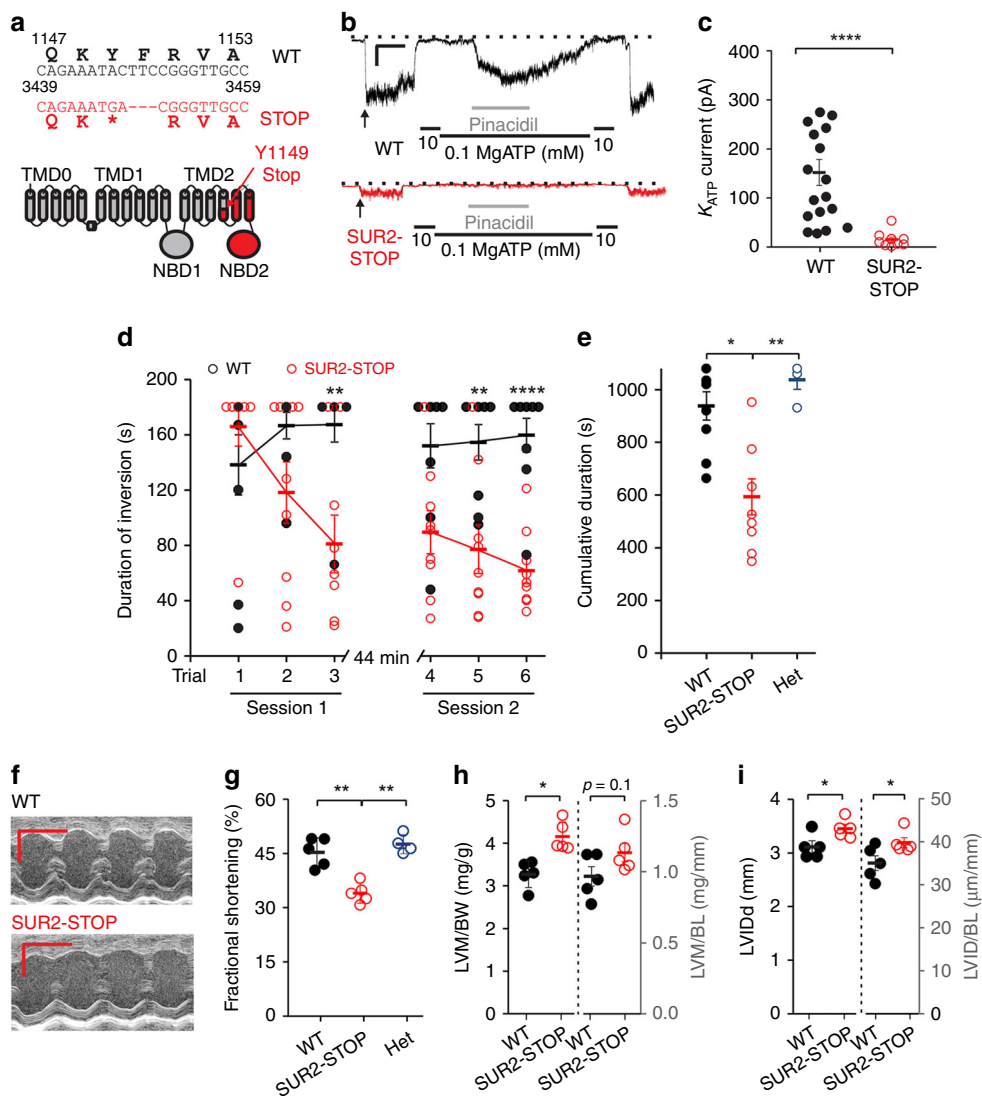 a
1147 1153
Q K Y F R V A WT
CAGAAATACTTCCGGGTTGCC
3439 3459
CAGAAATGA---CGGGTTGCC
Q K * R V A STOP
Y1149
Stop
TMD0 TMD1 TMD2
NBD1 NBD2
b
Pinacidil
WT
10 0.1 MgATP (mM) 10
Pinacidil
SUR2-
STOP
10 0.1 MgATP (mM) 10
c
****
KATP current (pA)
400
300
200
100
0
WT SUR2-
STOP
d
WT SUR2-STOP
** ** ****
Duration of inversion (s)
200
160
120
80
40
0
44 min
Trial 1 2 3 4 5 6
Session 1 Session 2
e
* **
Cumulative duration (s)
1000
800
600
400
200
0
WT
SUR2-STOP
Het
f
WT
SUR2-STOP
g
** **
Fractional shortening (%)
60
45
30
15
0
WT
SUR2-STOP
Het
h
* p = 0.1
LVM/BW (mg/g)
5
4
3
2
1
0
LVM/BL (mg/mm)
1.5
1.0
0.5
0.0
WT
SUR2-STOP
WT
SUR2-STOP
i
* *
LVIDd (mm)
4
3
2
1
0
LVID/BL (µm/mm)
50
40
30
20
10
0
WT
SUR2-STOP
WT
SUR2-STOP